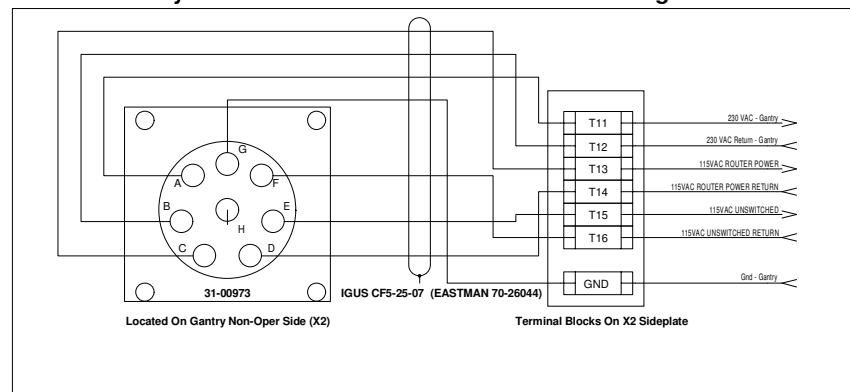 G
A
F
B
E
H
C
D
31-00973
Located On Gantry Non-Oper Side (X2)
IGUS CF5-25-07 (EASTMAN 70-26044)
T11
T12
T13
T14
T15
T16
GND
Terminal Blocks On X2 Sideplate
230 VAC - Gantry
230 VAC Return - Gantry
115VAC ROUTER POWER
115VAC ROUTER POWER RETURN
115VAC UNSWITCHED
115VAC UNSWITCHED RETURN
Gnd - Gantry